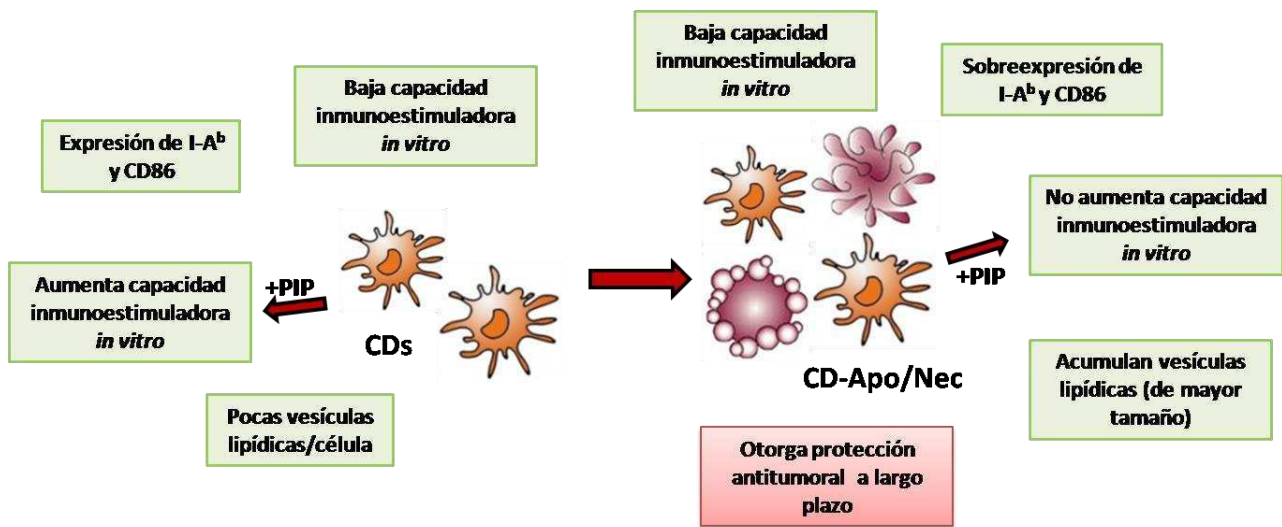 Baja capacidad
inmunoestimuladora
in vitro
Expresión de I-Aᵇ
y CD86
Aumenta capacidad
inmunoestimuladora
in vitro
+PIP
CDs
Pocas vesículas
lipídicas/célula
Baja capacidad
inmunoestimuladora
in vitro
Sobreexpresión de
I-Aᵇ y CD86
No aumenta capacidad
inmunoestimuladora
in vitro
+PIP
CD-Apo/Nec
Acumulan vesículas
lipídicas (de mayor
tamaño)
Otorga protección
antitumoral a largo
plazo